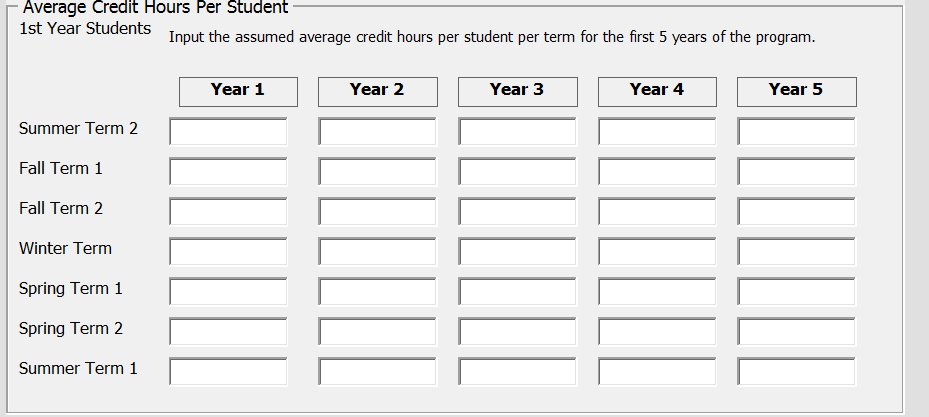 Average Credit Hours Per Student
1st Year Students
Input the assumed average credit hours per student per term for the first 5 years of the program.
Year 1 Year 2 Year 3 Year 4 Year 5
Summer Term 2
Fall Term 1
Fall Term 2
Winter Term
Spring Term 1
Spring Term 2
Summer Term 1